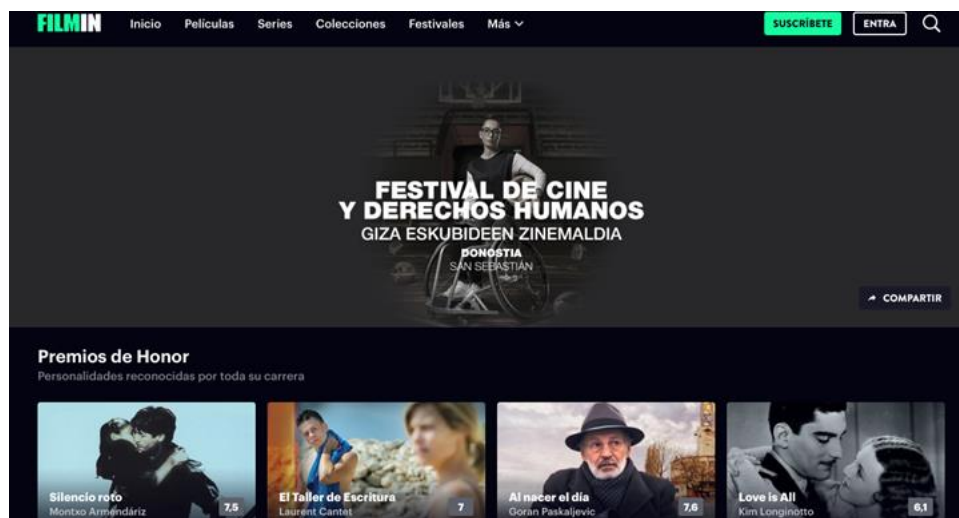 FILMIN Inicio Películas Series Colecciones Festivales Más SUSCRÍBETE ENTRA
FESTIVAL DE CINE
Y DERECHOS HUMANOS
GIZA ESKUBIDEEN ZINEMALDIA
DONOSTIA
SAN SEBASTIÁN
COMPARTIR
Premios de Honor
Personalidades reconocidas por toda su carrera
Silencio roto
Montxo Armendáriz 7,5
El Taller de Escritura
Laurent Cantet 7
Al nacer el día
Goran Paskaljevic 7,6
Love is All
Kim Longinotto 6,1